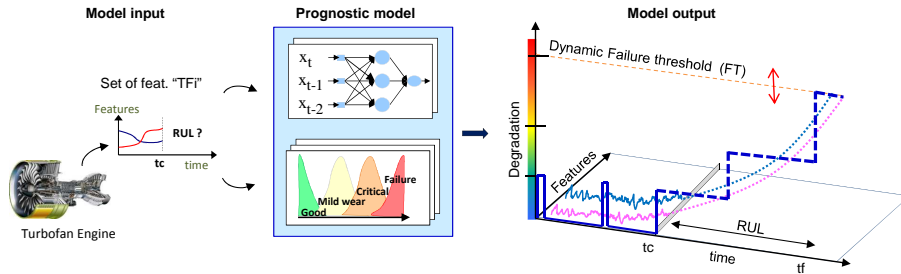 Model input
Prognostic model
Model output
Set of feat. “TFi”
Features
RUL ?
tc
time
Turbofan Engine
xt
xt-1
xt-2
Good
Mild wear
Critical
Failure
Dynamic Failure threshold (FT)
Degradation
Features
RUL
tc
time
tf